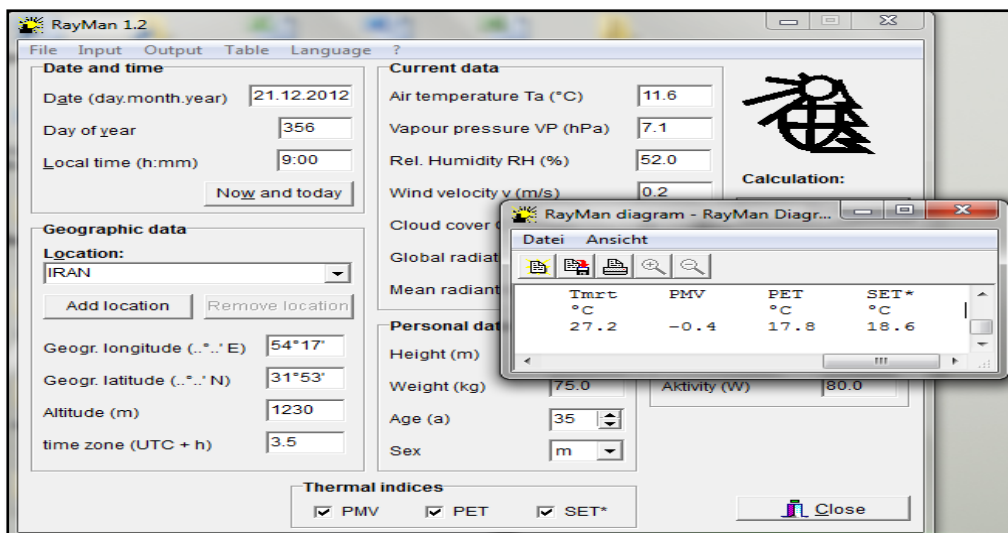 RayMan 1.2
File Input Output Table Language ?
Date and time
Date (day.month.year) 21.12.2012
Day of year 356
Local time (h:mm) 9:00
Now and today
Geographic data
Location:
IRAN
Add location Remove location
Geogr. longitude (..°..' E) 54°17'
Geogr. latitude (..°..' N) 31°53'
Altitude (m) 1230
time zone (UTC + h) 3.5
Current data
Air temperature Ta (°C) 11.6
Vapour pressure VP (hPa) 7.1
Rel. Humidity RH (%) 52.0
Wind velocity v (m/s) 0.2
Cloud cover
Global radiat
Mean radiant
Personal dat
Height (m)
Weight (kg) 75.0
Age (a) 35
Sex m
Calculation:
RayMan diagram - RayMan Diagr...
Datei Ansicht
Tmrt PMV PET SET*
°C °C °C
27.2 -0.4 17.8 18.6
Aktivity (W) 80.0
Thermal indices
PMV PET SET*
Close